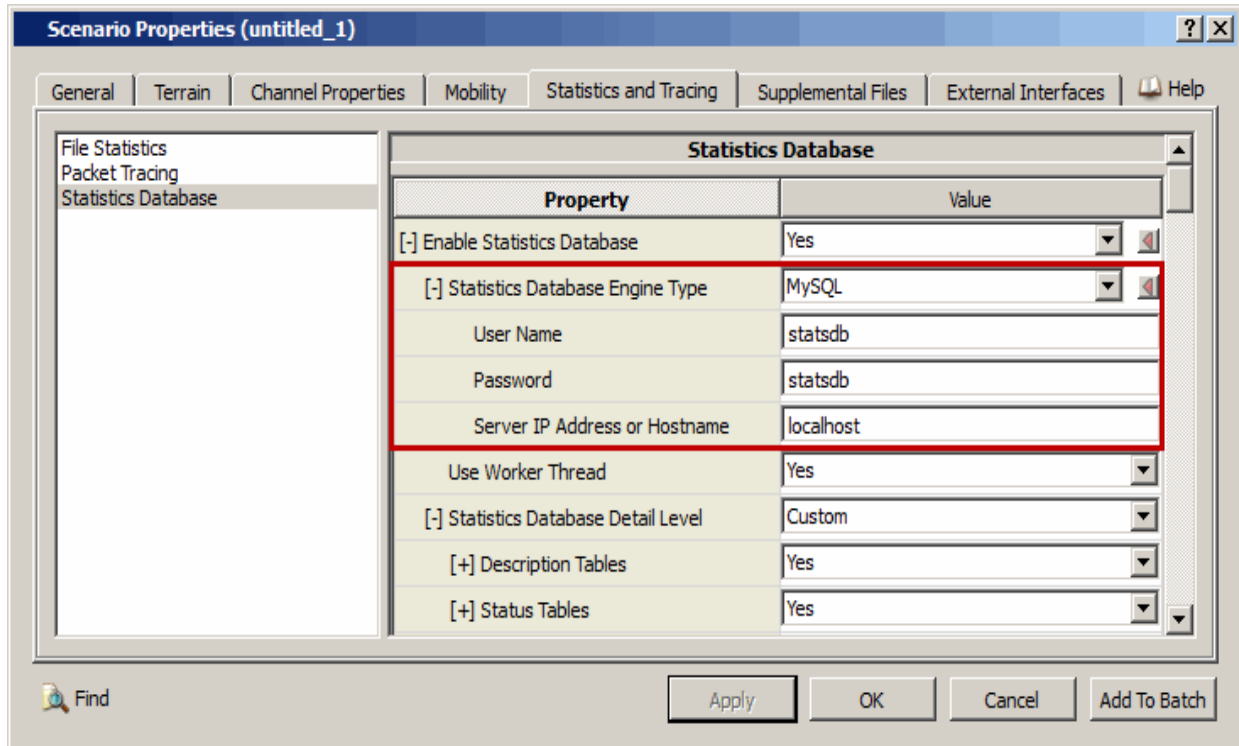 Scenario Properties (untitled_1)
? X
General Terrain Channel Properties Mobility Statistics and Tracing Supplemental Files External Interfaces Help
File Statistics
Packet Tracing
Statistics Database
Statistics Database
Property Value
[-] Enable Statistics Database Yes
[-] Statistics Database Engine Type MySQL
User Name statsdb
Password statsdb
Server IP Address or Hostname localhost
Use Worker Thread Yes
[-] Statistics Database Detail Level Custom
[+] Description Tables Yes
[+] Status Tables Yes
Find Apply OK Cancel Add To Batch